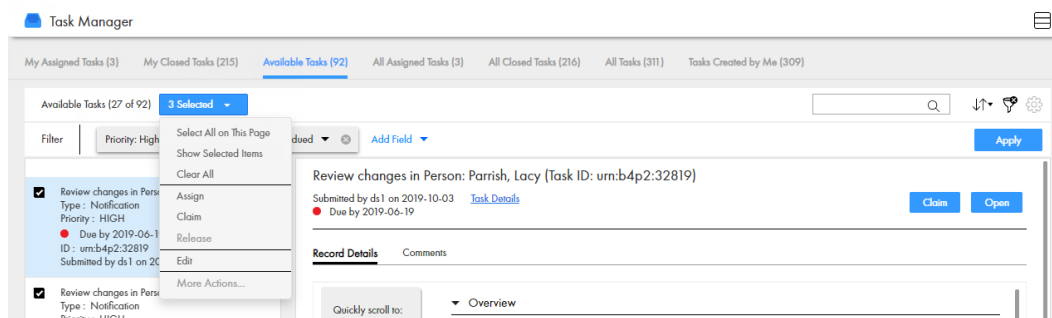 Task Manager
My Assigned Tasks (3) My Closed Tasks (215) Available Tasks (92) All Assigned Tasks (3) All Closed Tasks (216) All Tasks (311) Tasks Created by Me (309)
Available Tasks (27 of 92) 3 Selected
Filter Priority: High dued Add Field Apply
Select All on This Page
Show Selected Items
Clear All
Assign
Claim
Release
Edit
More Actions...
Review changes in Perso
Type : Notification
Priority : HIGH
Due by 2019-06-1
ID : urn:b4p2:32819
Submitted by ds1 on 20
Review changes in Perso
Type : Notification
Priority : HIGH
Review changes in Person: Parrish, Lacy (Task ID: urn:b4p2:32819)
Submitted by ds1 on 2019-10-03 Task Details
Due by 2019-06-19
Claim Open
Record Details Comments
Quickly scroll to:
Overview